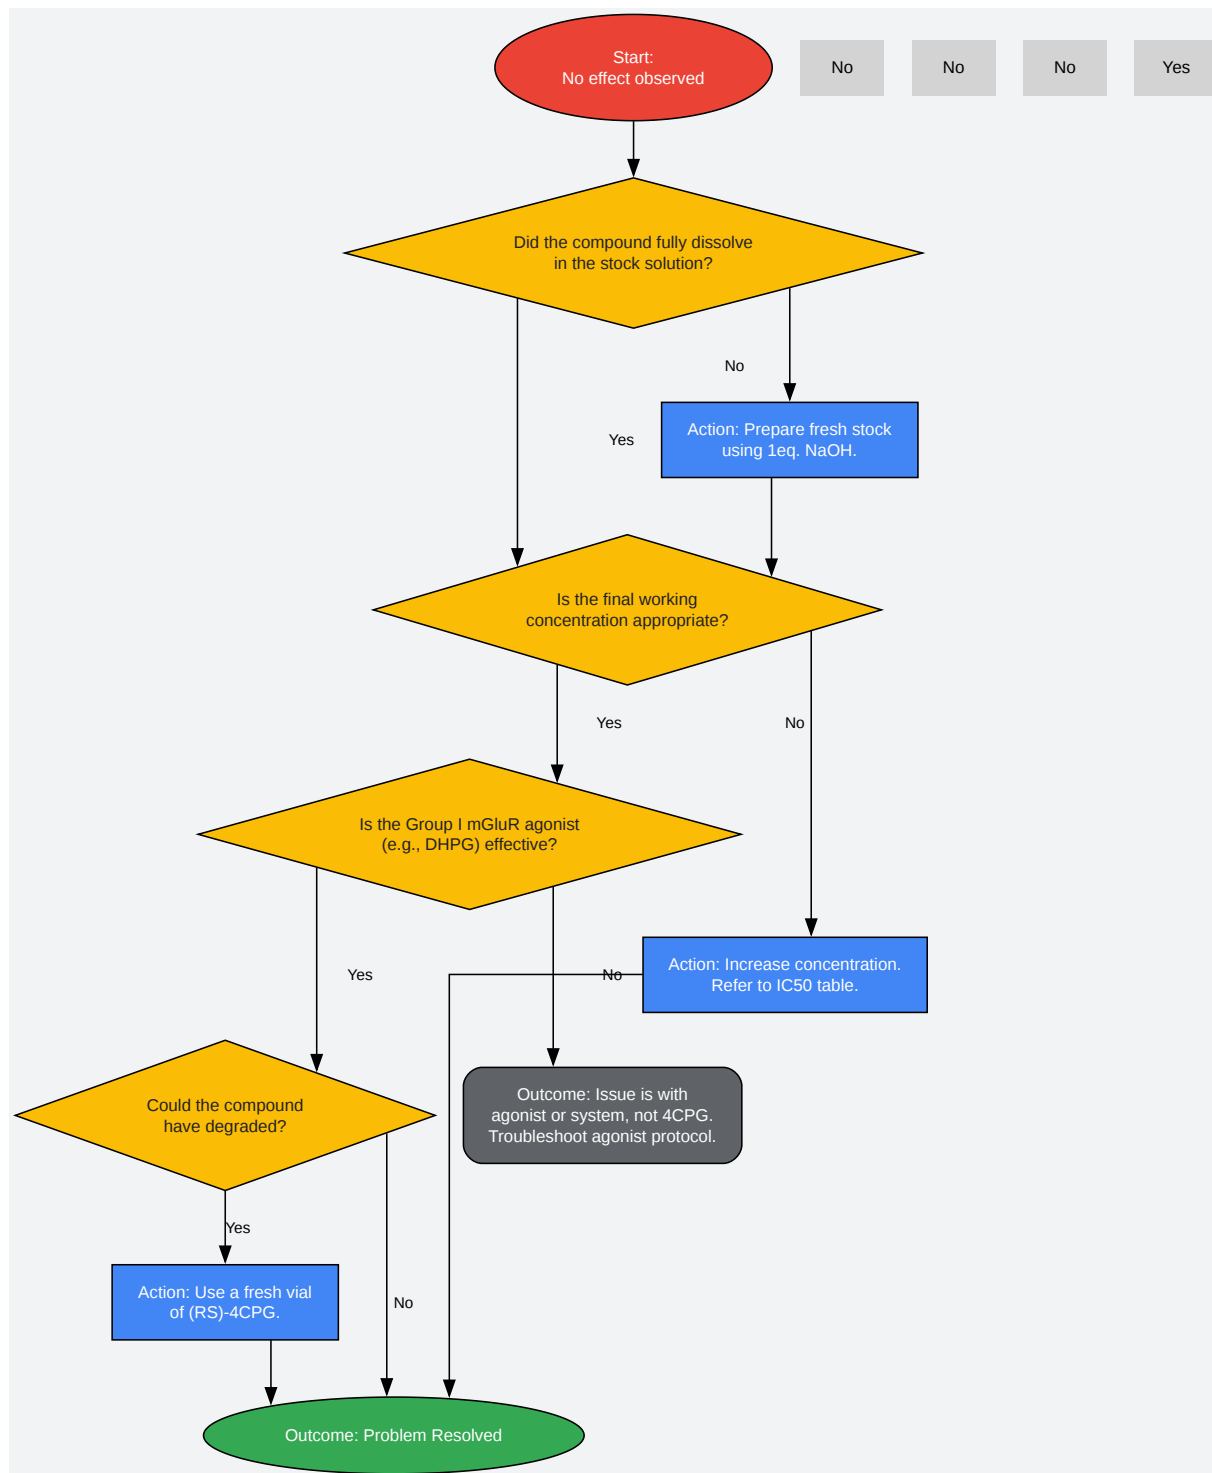 Start:
No effect observed
No
No
No
Yes
Did the compound fully dissolve
in the stock solution?
No
Action: Prepare fresh stock
using 1eq. NaOH.
Yes
Is the final working
concentration appropriate?
Yes
No
Is the Group I mGluR agonist
(e.g., DHPG) effective?
Yes
No
Action: Increase concentration.
Refer to IC50 table.
Could the compound
have degraded?
Outcome: Issue is with
agonist or system, not 4CPG.
Troubleshoot agonist protocol.
Yes
Action: Use a fresh vial
of (RS)-4CPG.
No
Outcome: Problem Resolved